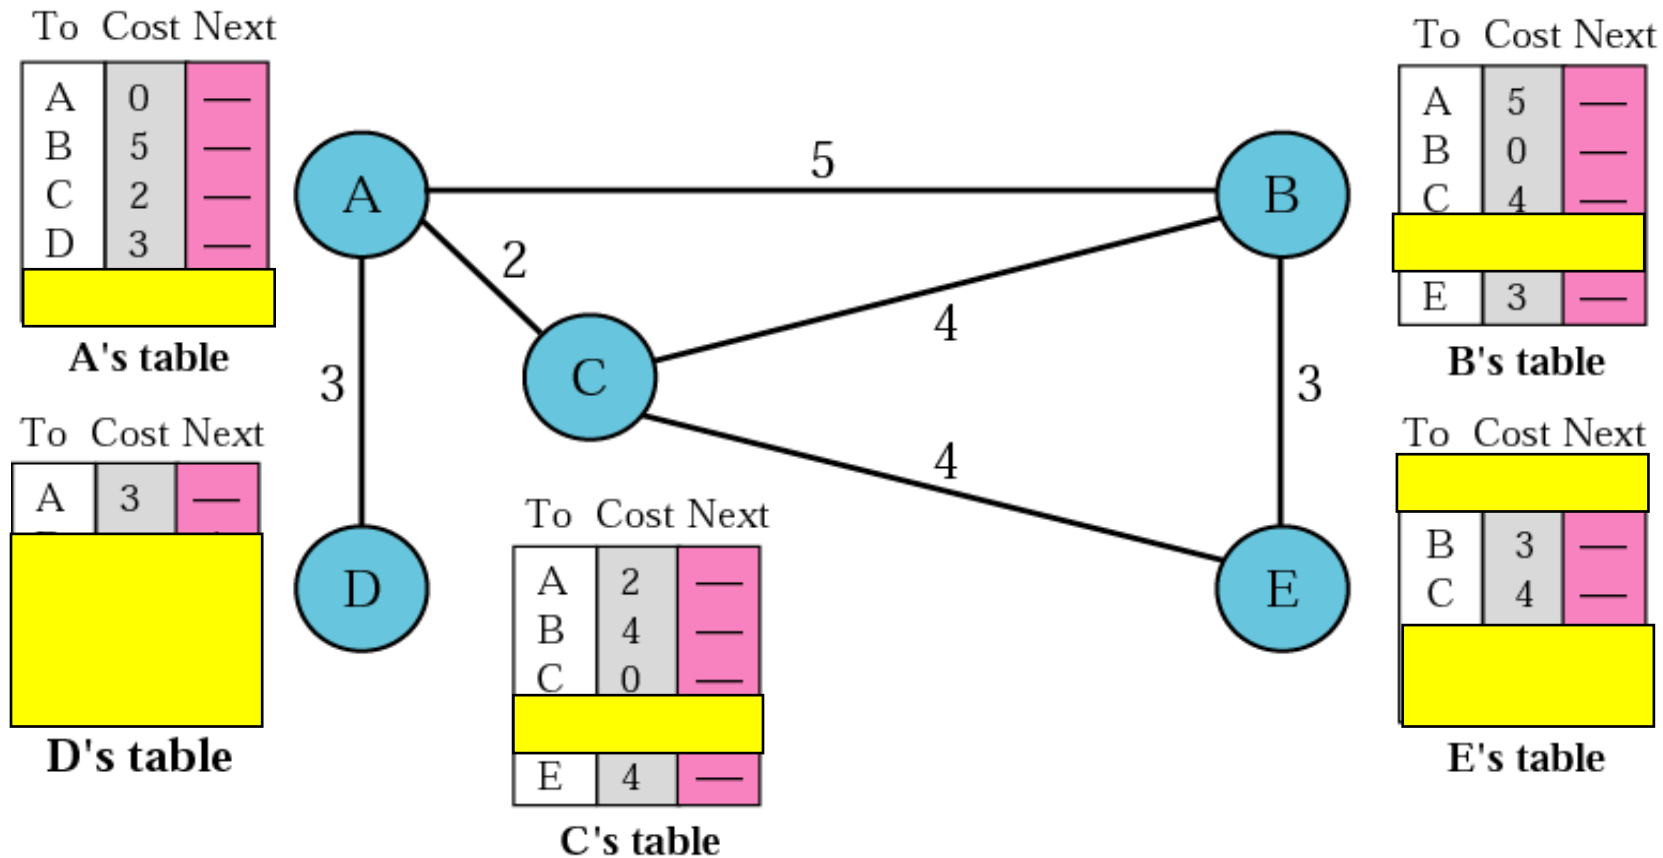 To Cost Next
A 0 —
B 5 —
C 2 —
D 3 —
A's table
To Cost Next
A 5 —
B 0 —
C 4 —
E 3 —
B's table
A
5
B
2
C
4
3
3
4
D
E
To Cost Next
A 3 —
D's table
To Cost Next
A 2 —
B 4 —
C 0 —
E 4 —
C's table
To Cost Next
B 3 —
C 4 —
E's table